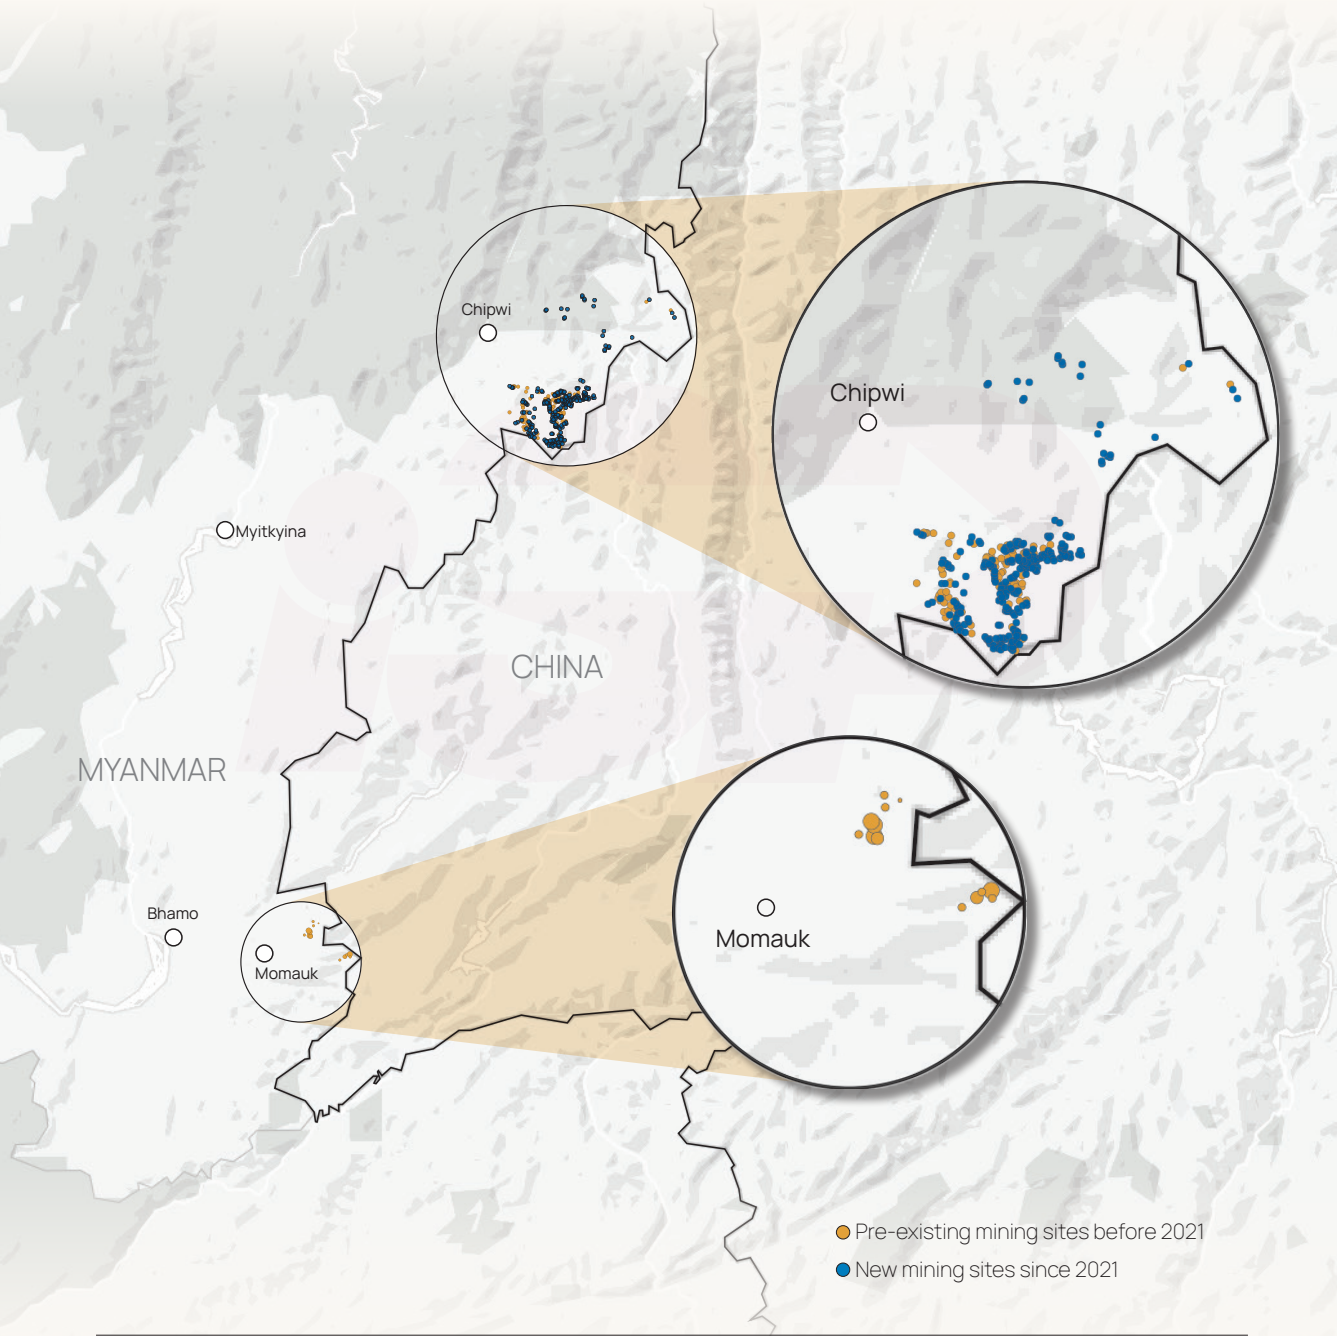 Chipwi
Chipwi
Myitkyina
CHINA
MYANMAR
Bhamo
Momauk
Momauk
Pre-existing mining sites before 2021
New mining sites since 2021